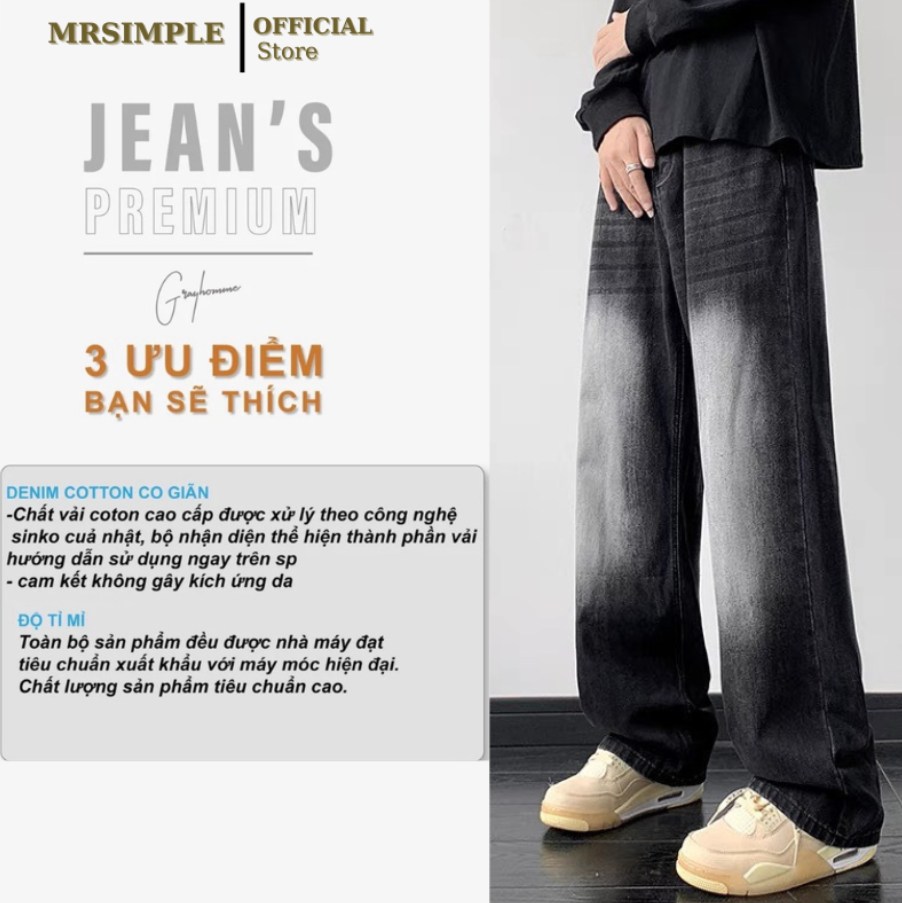 MRSIMPLE
OFFICIAL
Store
JEAN'S
PREMIUM
Grayhomme
3 ƯU ĐIỂM
BẠN SẼ THÍCH
DENIM COTTON CO GIÃN
-Chất vải coton cao cấp được xử lý theo công nghệ
sinko cuả nhật, bộ nhận diện thể hiện thành phần vải
hướng dẫn sử dụng ngay trên sp
- cam kết không gây kích ứng da
ĐỘ TỈ MỈ
Toàn bộ sản phẩm đều được nhà máy đạt
tiêu chuẩn xuất khẩu với máy móc hiện đại.
Chất lượng sản phẩm tiêu chuẩn cao.